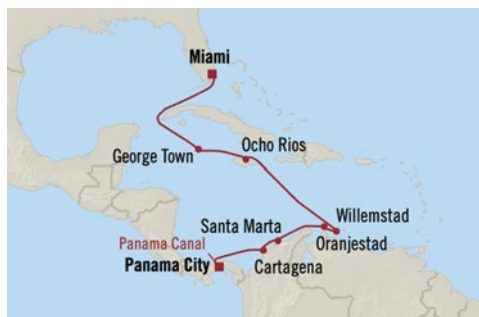 Miami
Ocho Rios
George Town
Willemstad
Santa Marta
Oranjestad
Panama Canal
Panama City
Cartagena